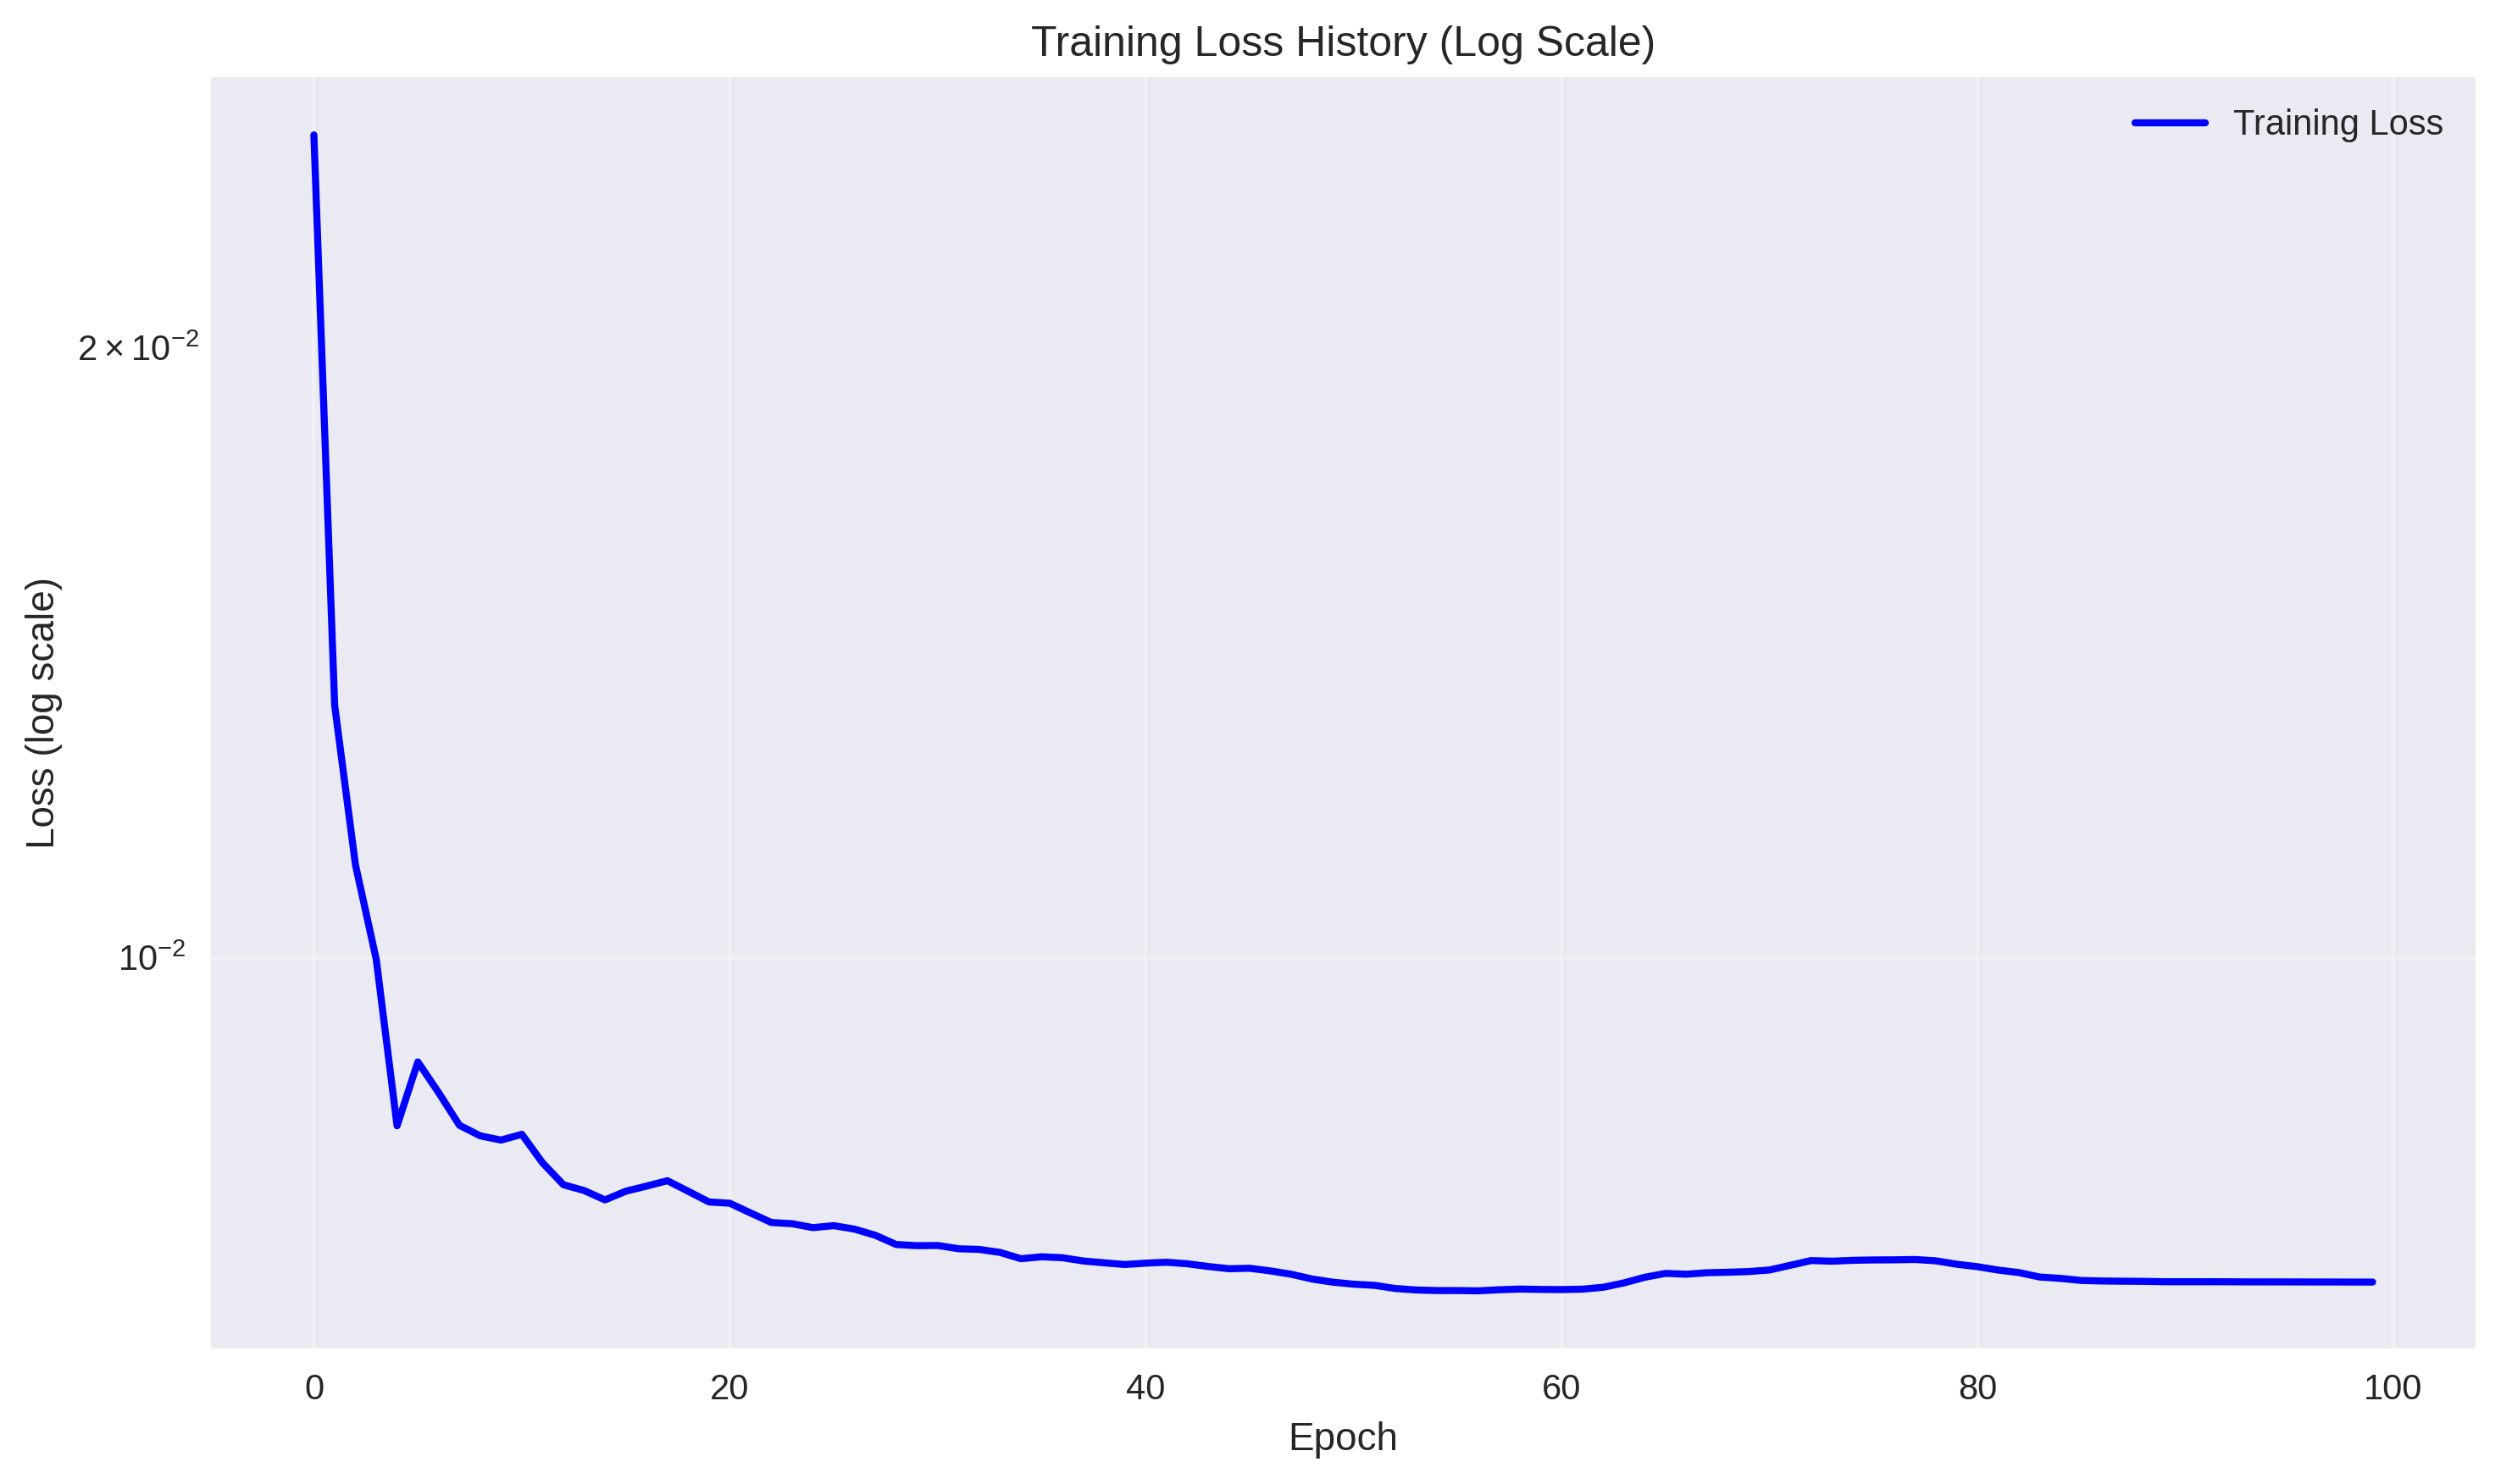 Training Loss History (Log Scale)
Training Loss
2 × 10⁻²
Loss (log scale)
10⁻²
0 20 40 60 80 100
Epoch